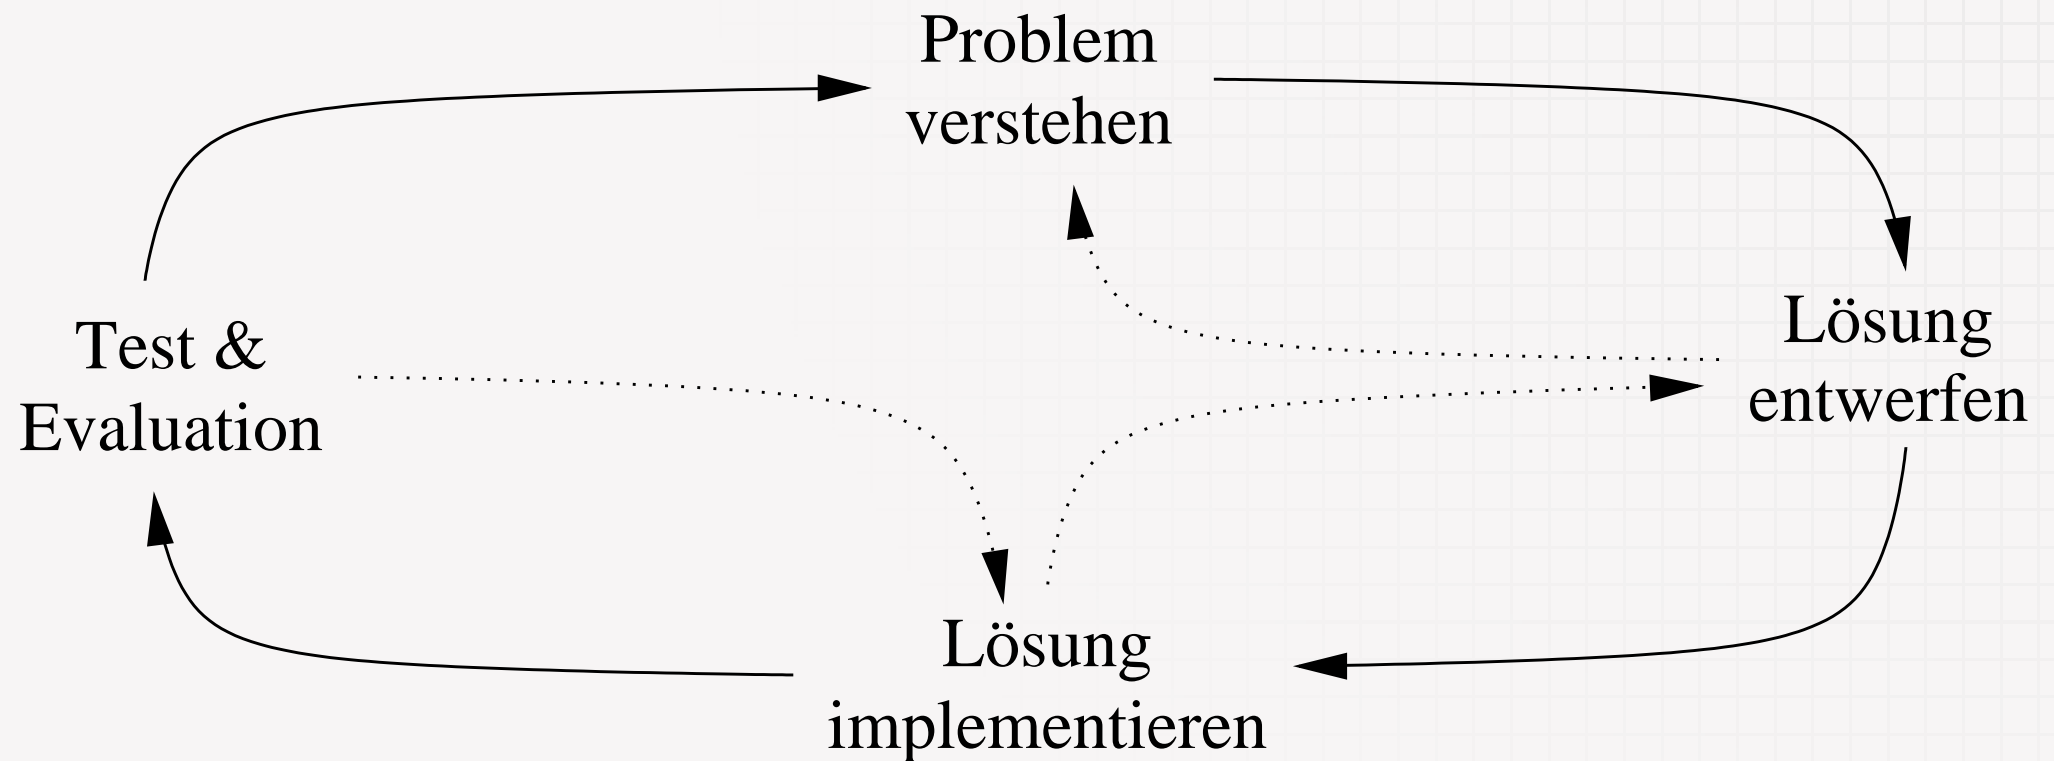 Problem
verstehen
Test &
Evaluation
Lösung
entwerfen
Lösung
implementieren